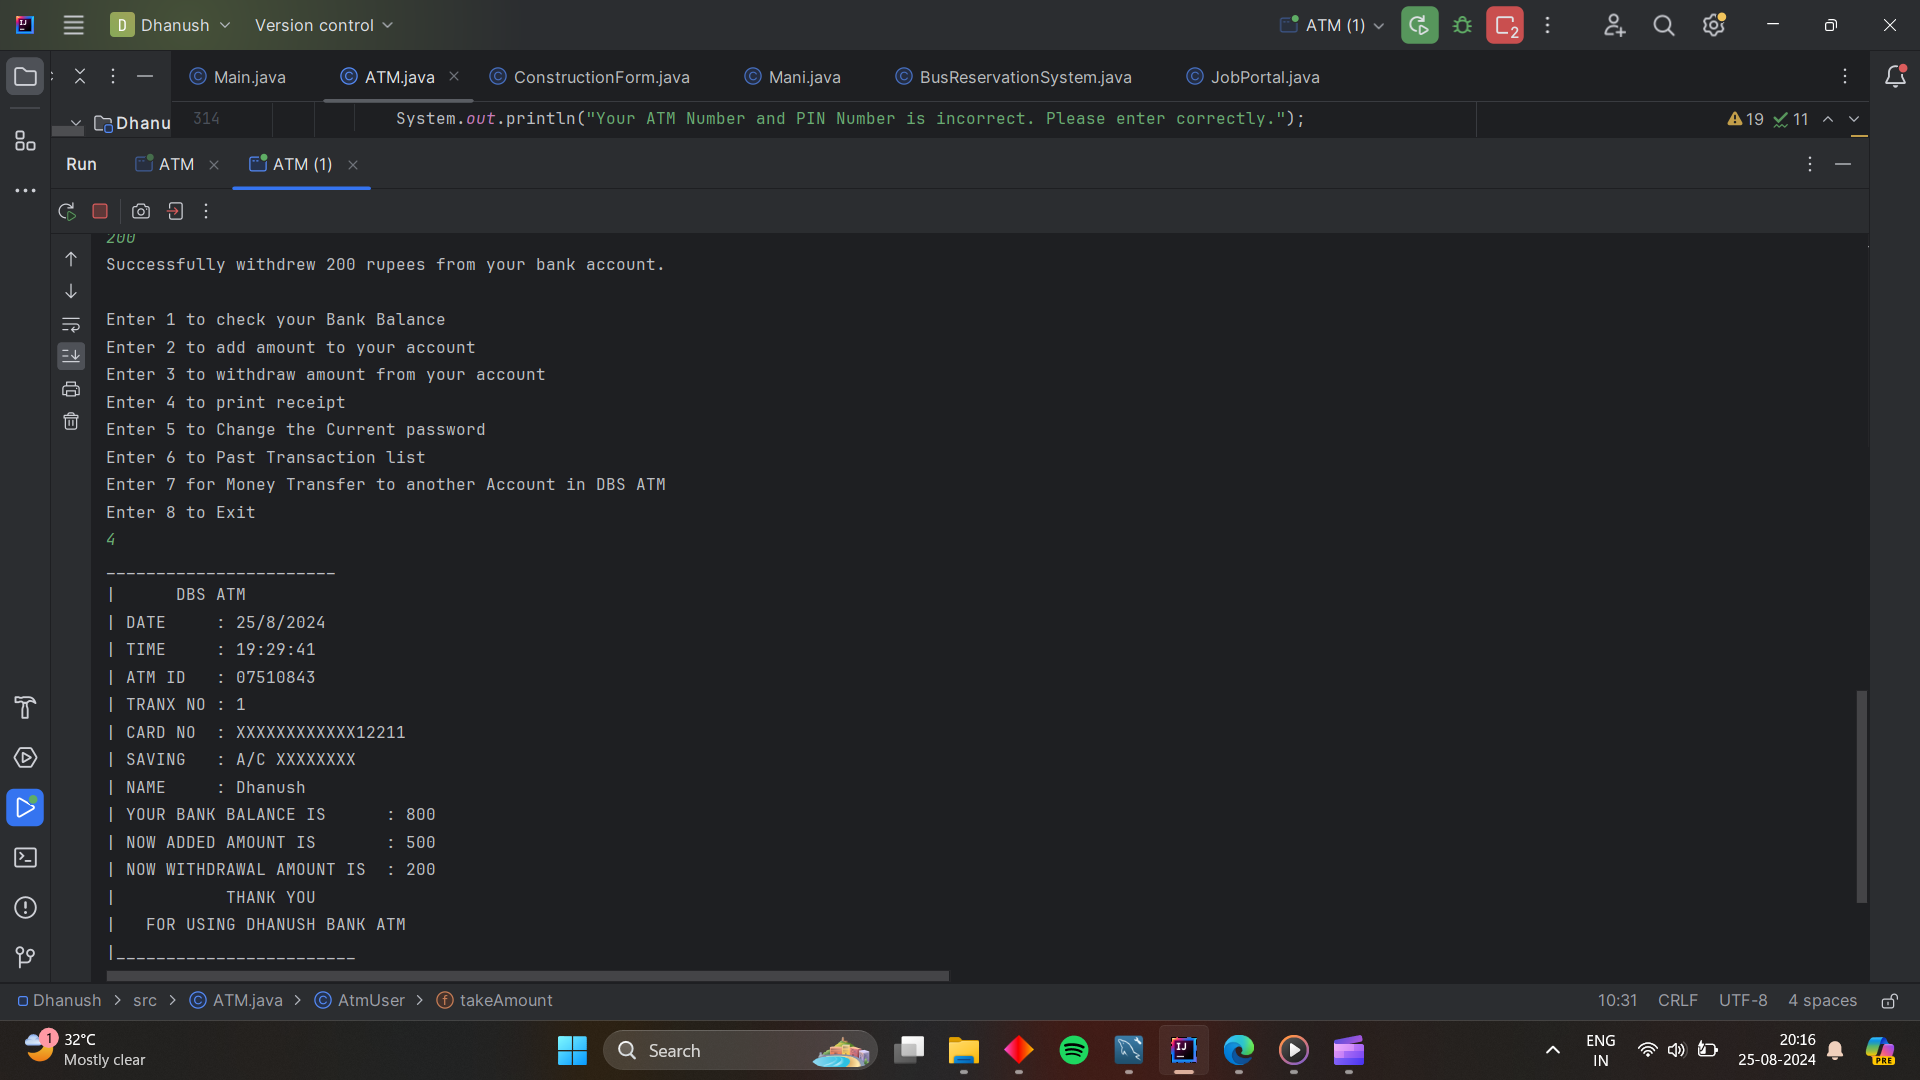 D Dhanush Version control ATM (1) 2
Main.java ATM.java ConstructionForm.java Mani.java BusReservationSystem.java JobPortal.java
Dhanu 314 System.out.println("Your ATM Number and PIN Number is incorrect. Please enter correctly."); 19 11
Run ATM ATM (1)
200
Successfully withdrew 200 rupees from your bank account.
Enter 1 to check your Bank Balance
Enter 2 to add amount to your account
Enter 3 to withdraw amount from your account
Enter 4 to print receipt
Enter 5 to Change the Current password
Enter 6 to Past Transaction list
Enter 7 for Money Transfer to another Account in DBS ATM
Enter 8 to Exit
4
_______________________
|      DBS ATM
| DATE     : 25/8/2024
| TIME     : 19:29:41
| ATM ID   : 07510843
| TRANX NO : 1
| CARD NO  : XXXXXXXXXXXX12211
| SAVING   : A/C XXXXXXXX
| NAME     : Dhanush
| YOUR BANK BALANCE IS      : 800
| NOW ADDED AMOUNT IS       : 500
| NOW WITHDRAWAL AMOUNT IS  : 200
|           THANK YOU
|   FOR USING DHANUSH BANK ATM
|________________________
Dhanush > src > ATM.java > AtmUser > takeAmount 10:31 CRLF UTF-8 4 spaces
1 32°C
Mostly clear
Search
ENG
IN
20:16
25-08-2024
PRE